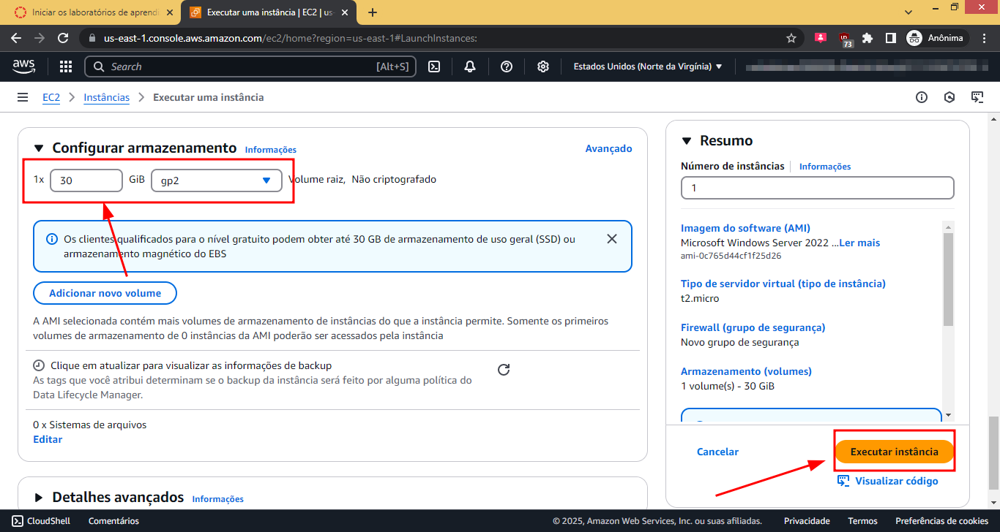 Iniciar os laboratórios de aprendi
Executar uma instância | EC2 | us-
us-east-1.console.aws.amazon.com/ec2/home?region=us-east-1#LaunchInstances:
73
Anônima
aws
Search
[Alt+S]
Estados Unidos (Norte da Virgínia)
EC2
Instâncias
Executar uma instância
Configurar armazenamento
Informações
Avançado
1x
30
GiB
gp2
Volume raiz, Não criptografado
Os clientes qualificados para o nível gratuito podem obter até 30 GB de armazenamento de uso geral (SSD) ou
armazenamento magnético do EBS
Adicionar novo volume
A AMI selecionada contém mais volumes de armazenamento de instâncias do que a instância permite. Somente os primeiros
volumes de armazenamento de 0 instâncias da AMI poderão ser acessados pela instância
Clique em atualizar para visualizar as informações de backup
As tags que você atribui determinam se o backup da instância será feito por alguma política do
Data Lifecycle Manager.
0 x Sistemas de arquivos
Editar
Detalhes avançados
Informações
Resumo
Número de instâncias
Informações
1
Imagem do software (AMI)
Microsoft Windows Server 2022 ...Ler mais
ami-0c765d44cf1f25d26
Tipo de servidor virtual (tipo de instância)
t2.micro
Firewall (grupo de segurança)
Novo grupo de segurança
Armazenamento (volumes)
1 volume(s) - 30 GiB
Cancelar
Executar instância
Visualizar código
CloudShell
Comentários
© 2025, Amazon Web Services, Inc. ou suas afiliadas.
Privacidade
Termos
Preferências de cookies